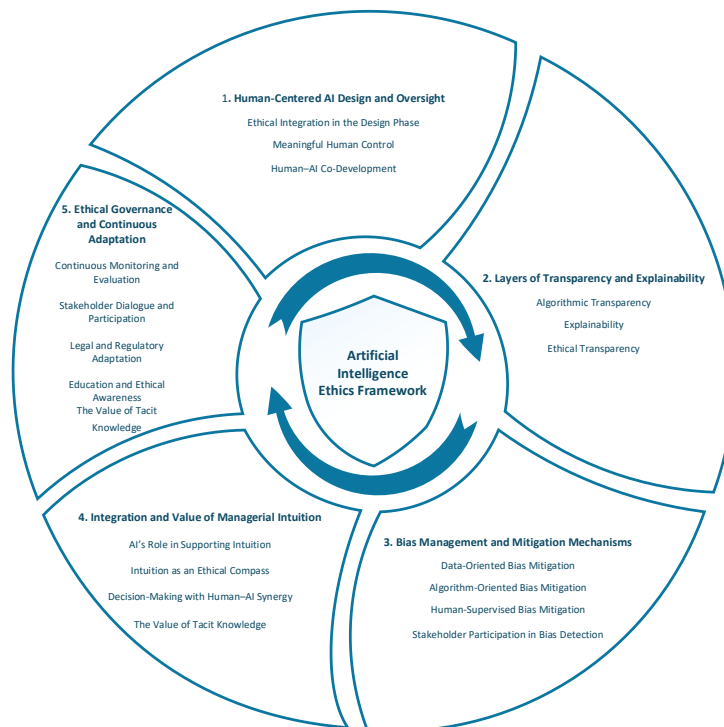 1. Human-Centered AI Design and Oversight
Ethical Integration in the Design Phase
Meaningful Human Control
Human–AI Co-Development
2. Layers of Transparency and Explainability
Algorithmic Transparency
Explainability
Ethical Transparency
3. Bias Management and Mitigation Mechanisms
Data-Oriented Bias Mitigation
Algorithm-Oriented Bias Mitigation
Human-Supervised Bias Mitigation
Stakeholder Participation in Bias Detection
4. Integration and Value of Managerial Intuition
AI’s Role in Supporting Intuition
Intuition as an Ethical Compass
Decision-Making with Human–AI Synergy
The Value of Tacit Knowledge
5. Ethical Governance
and Continuous
Adaptation
Continuous Monitoring and
Evaluation
Stakeholder Dialogue and
Participation
Legal and Regulatory
Adaptation
Education and Ethical
Awareness
The Value of Tacit
Knowledge
Artificial
Intelligence
Ethics Framework